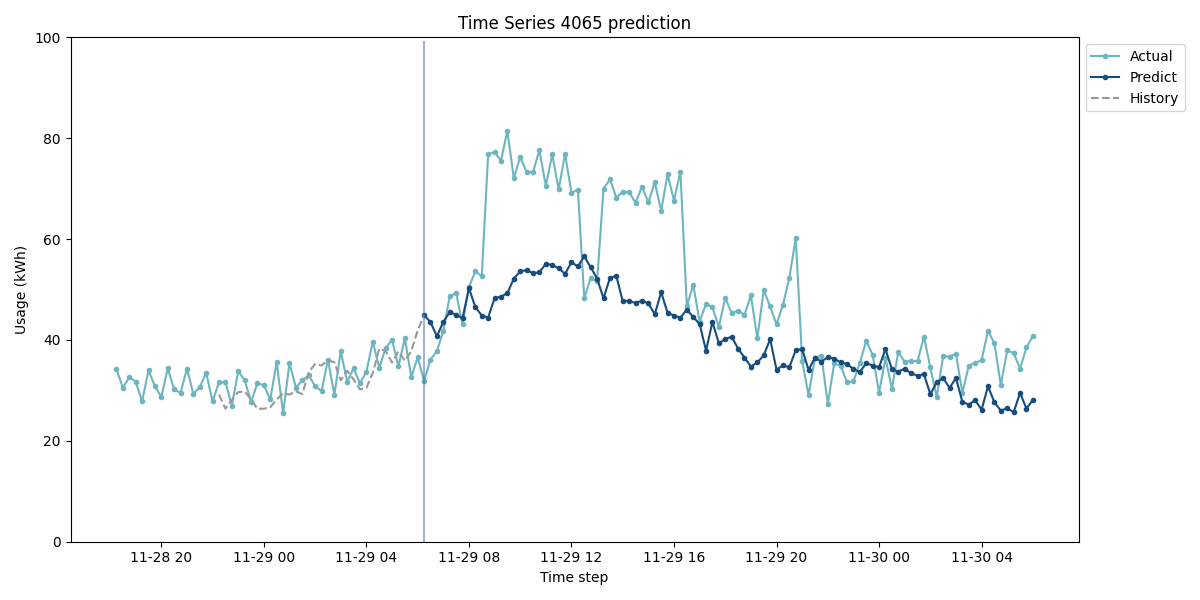 Time Series 4065 prediction
Usage (kWh)
100
80
60
40
20
0
11-28 20
11-29 00
11-29 04
11-29 08
11-29 12
11-29 16
11-29 20
11-30 00
11-30 04
Time step
Actual
Predict
History